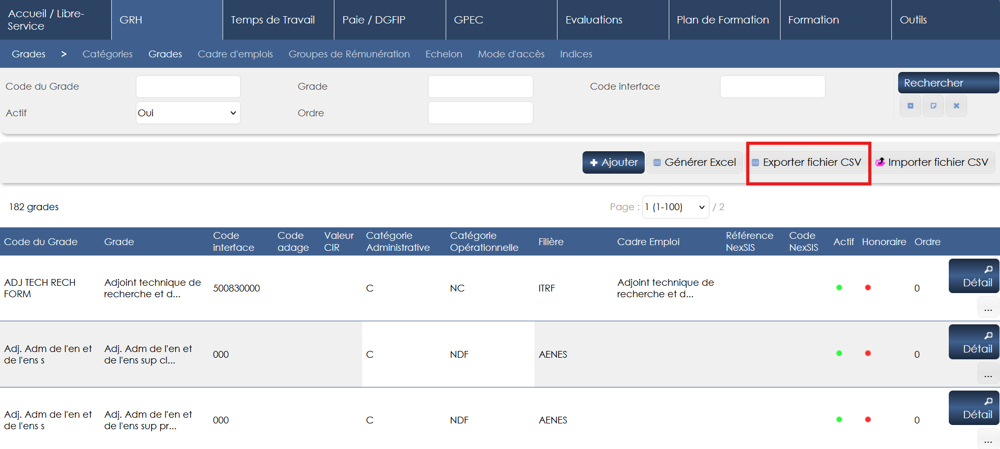 Accueil / Libre-
Service
GRH
Temps de Travail
Paie / DGFIP
GPEC
Evaluations
Plan de Formation
Formation
Outils
Grades > Catégories Grades Cadre d'emplois Groupes de Rémunération Echelon Mode d'accès Indices
Code du Grade
Grade
Code interface
Rechercher
Actif
Oui
Ordre
Ajouter
Générer Excel
Exporter fichier CSV
Importer fichier CSV
182 grades
Page : 1 (1-100) / 2
Code du Grade
Grade
Code
interface
Code
adage
Valeur
CIR
Catégorie
Administrative
Catégorie
Opérationnelle
Filière
Cadre Emploi
Référence
NexSIS
Code
NexSIS
Actif
Honoraire
Ordre
ADJ TECH RECH
FORM
Adjoint technique de
recherche et d...
500830000
C
NC
ITRF
Adjoint technique de
recherche et d...
0
Détail
...
Adj. Adm de l'en et
de l'ens s
Adj. Adm de l'en et
de l'ens sup cl...
000
C
NDF
AENES
0
Détail
...
Adj. Adm de l'en et
de l'ens s
Adj. Adm de l'en et
de l'ens sup pr...
000
C
NDF
AENES
0
Détail
...